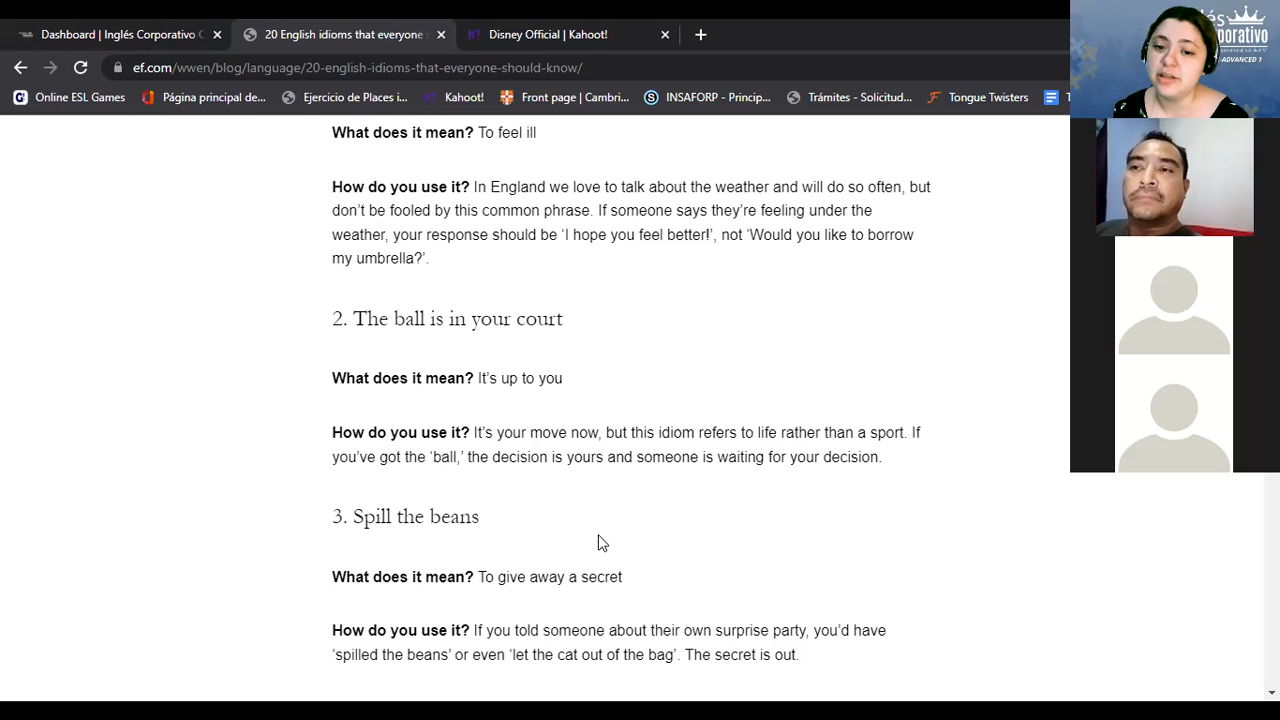 Dashboard | Inglés Corporativo C
20 English idioms that everyone s
Disney Official | Kahoot!
ef.com/wwen/blog/language/20-english-idioms-that-everyone-should-know/
Online ESL Games
Página principal de...
Ejercicio de Places i...
Kahoot!
Front page | Cambri...
INSAFORP - Princip...
Trámites - Solicitud...
Tongue Twisters
What does it mean? To feel ill
How do you use it? In England we love to talk about the weather and will do so often, but
don’t be fooled by this common phrase. If someone says they’re feeling under the
weather, your response should be ‘I hope you feel better!’, not ‘Would you like to borrow
my umbrella?’.
2. The ball is in your court
What does it mean? It’s up to you
How do you use it? It’s your move now, but this idiom refers to life rather than a sport. If
you’ve got the ‘ball,’ the decision is yours and someone is waiting for your decision.
3. Spill the beans
What does it mean? To give away a secret
How do you use it? If you told someone about their own surprise party, you’d have
‘spilled the beans’ or even ‘let the cat out of the bag’. The secret is out.